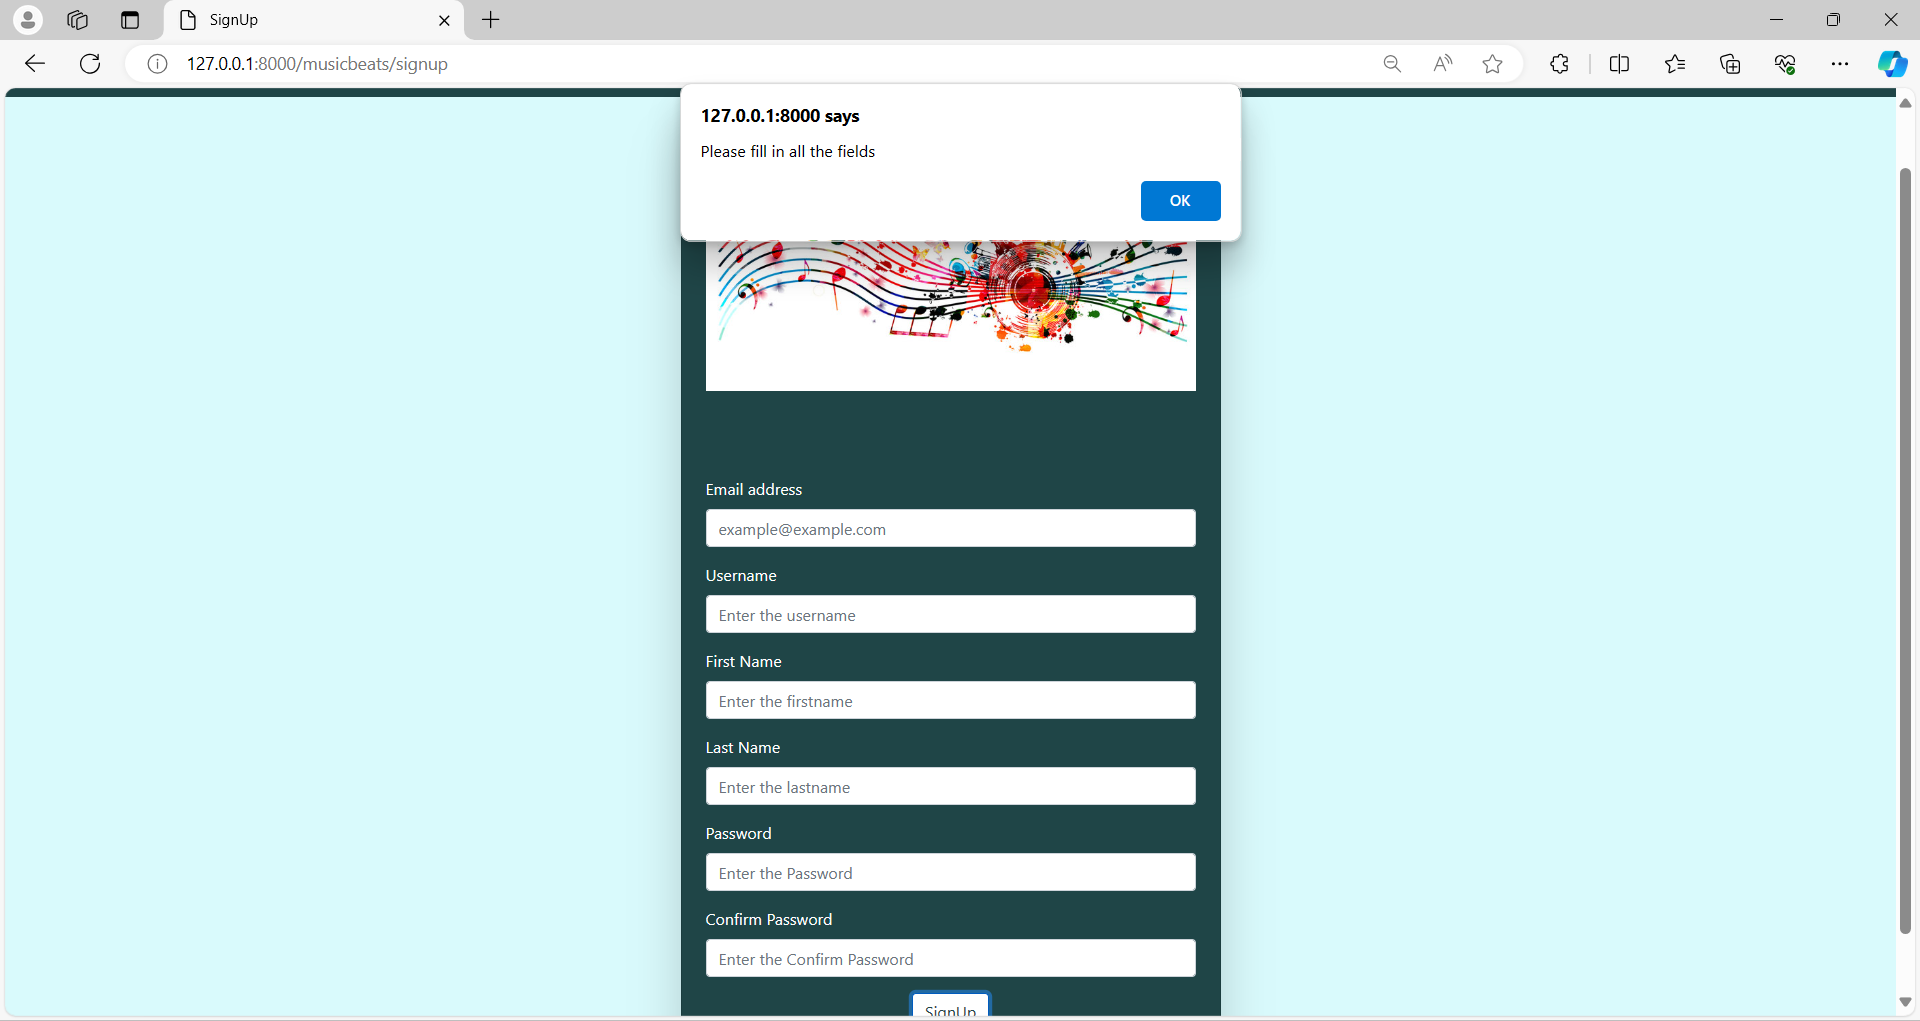 SignUp
127.0.0.1:8000/musicbeats/signup
127.0.0.1:8000 says
Please fill in all the fields
OK
Email address
example@example.com
Username
Enter the username
First Name
Enter the firstname
Last Name
Enter the lastname
Password
Enter the Password
Confirm Password
Enter the Confirm Password
SignUp